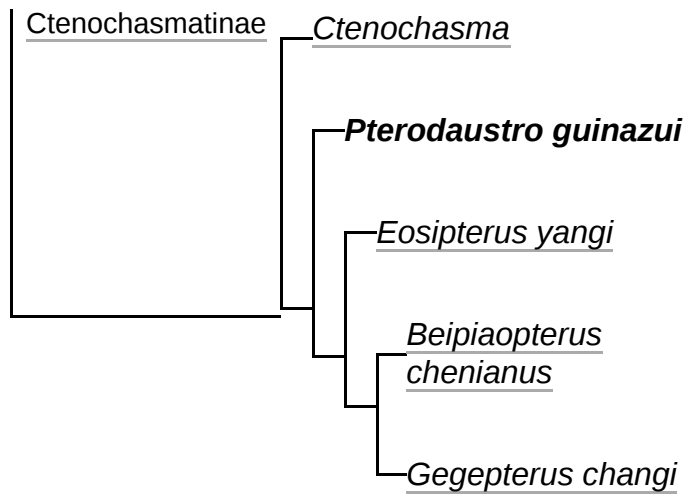 Ctenochasmatinae
Ctenochasma
Pterodaustro guinazui
Eosipterus yangi
Beipiaopterus
chenianus
Gegepterus changi